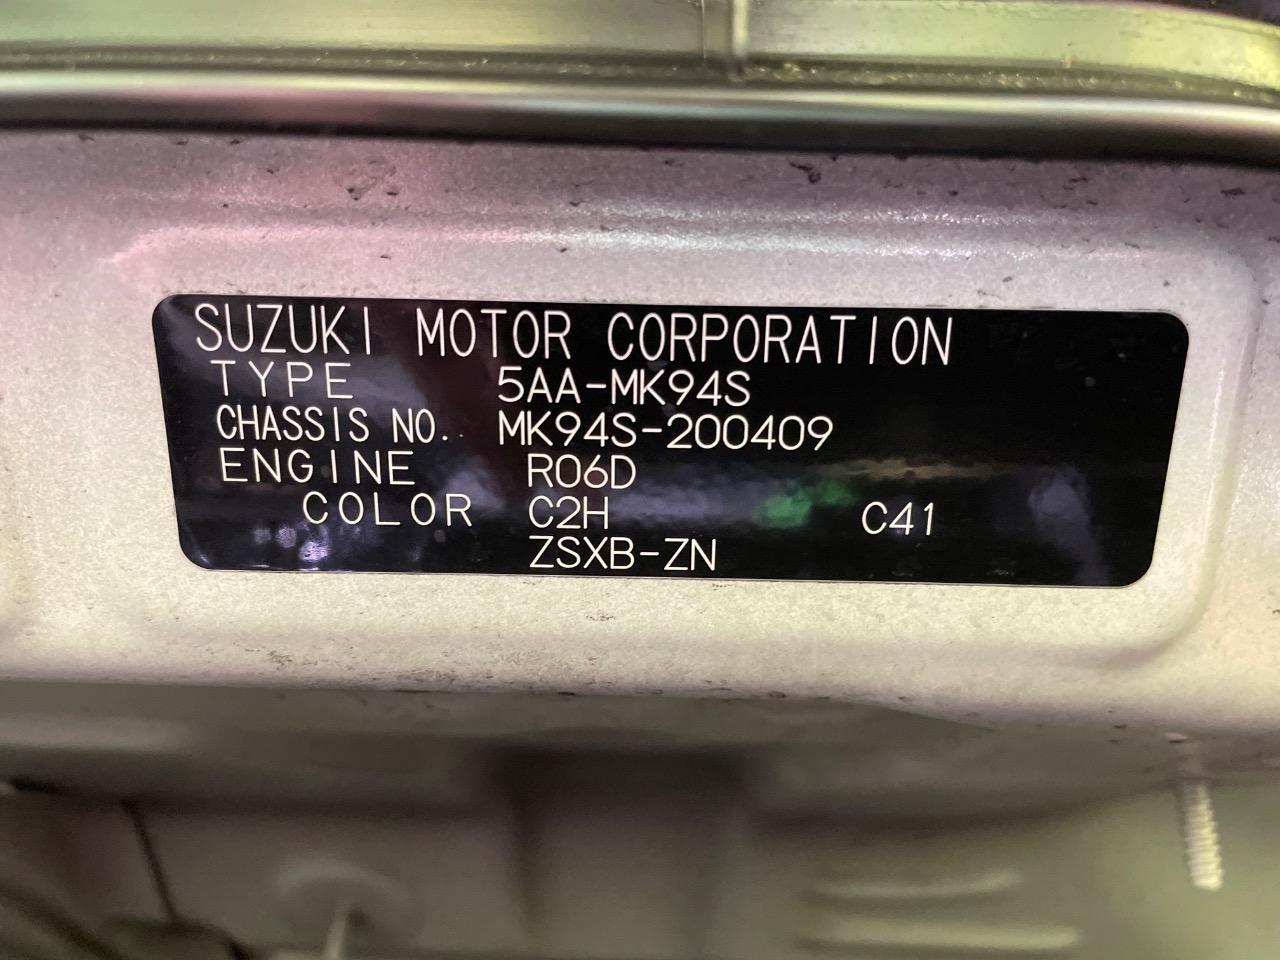 SUZUKI MOTOR CORPORATION
TYPE 5AA-MK94S
CHASSIS NO. MK94S-200409
ENGINE R06D
COLOR C2H C41
ZSXB-ZN